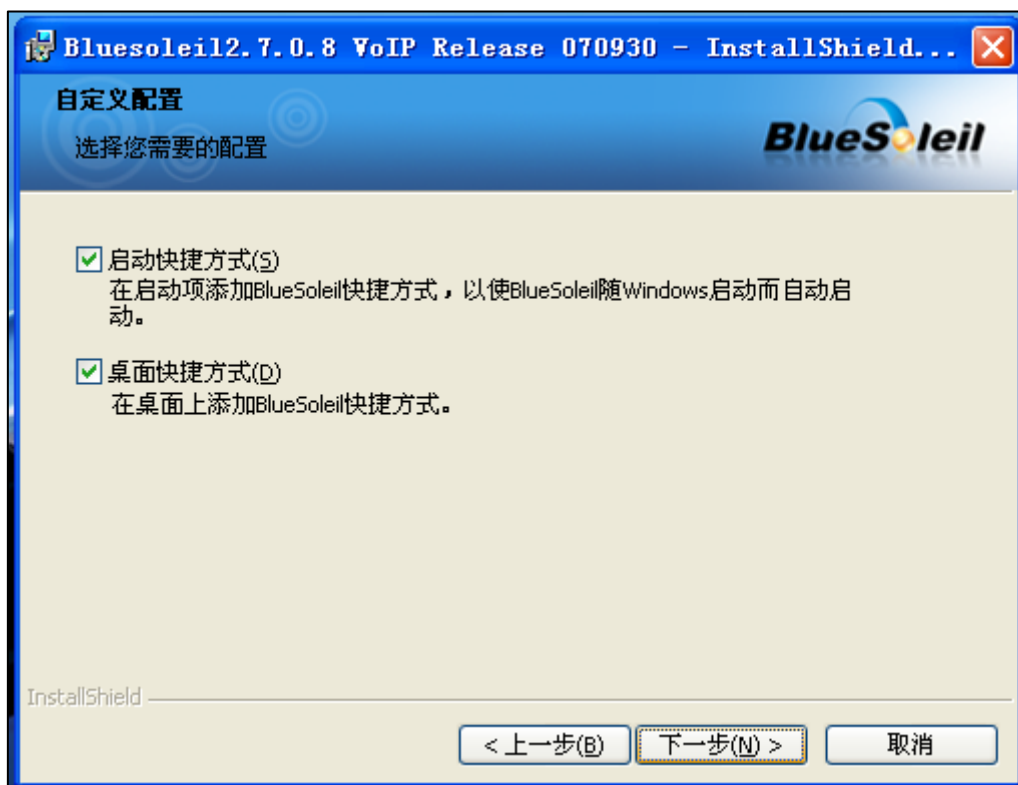 Bluesoleil2.7.0.8 VoIP Release 070930 - InstallShield...
自定义配置
选择您需要的配置
BlueSoleil
启动快捷方式(S)
在启动项添加BlueSoleil快捷方式，以使BlueSoleil随Windows启动而自动启
动。
桌面快捷方式(D)
在桌面上添加BlueSoleil快捷方式。
InstallShield
<上一步(B) 下一步(N) > 取消